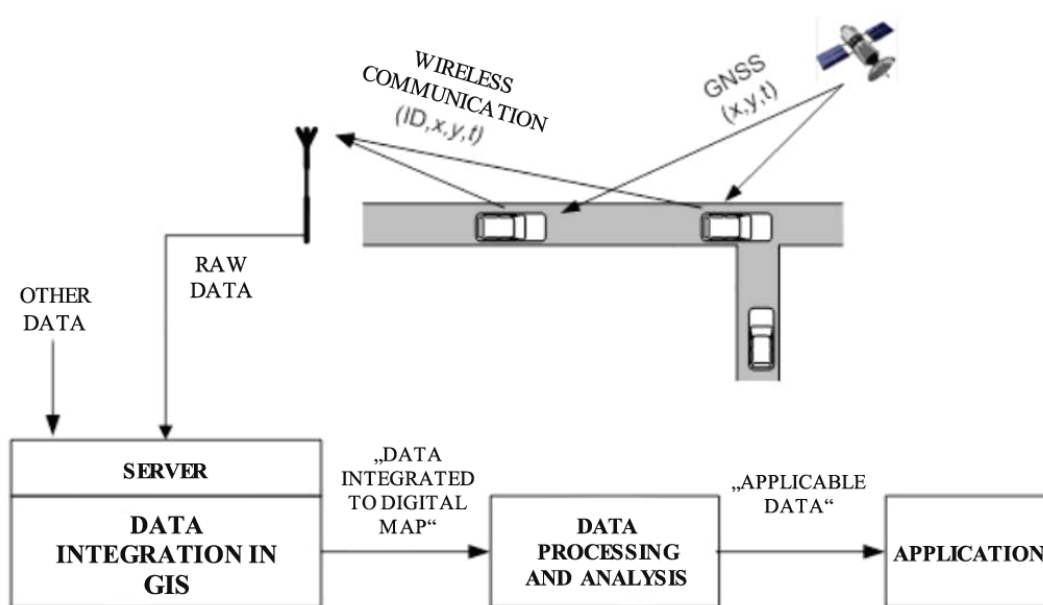 WIRELESS
COMMUNICATION
(ID,x,y,t)
GNSS
(x,y,t)
RAW
DATA
OTHER
DATA
SERVER
DATA
INTEGRATION IN
GIS
„DATA
INTEGRATED
TO DIGITAL
MAP“
DATA
PROCESSING
AND ANALYSIS
„APPLICABLE
DATA“
APPLICATION